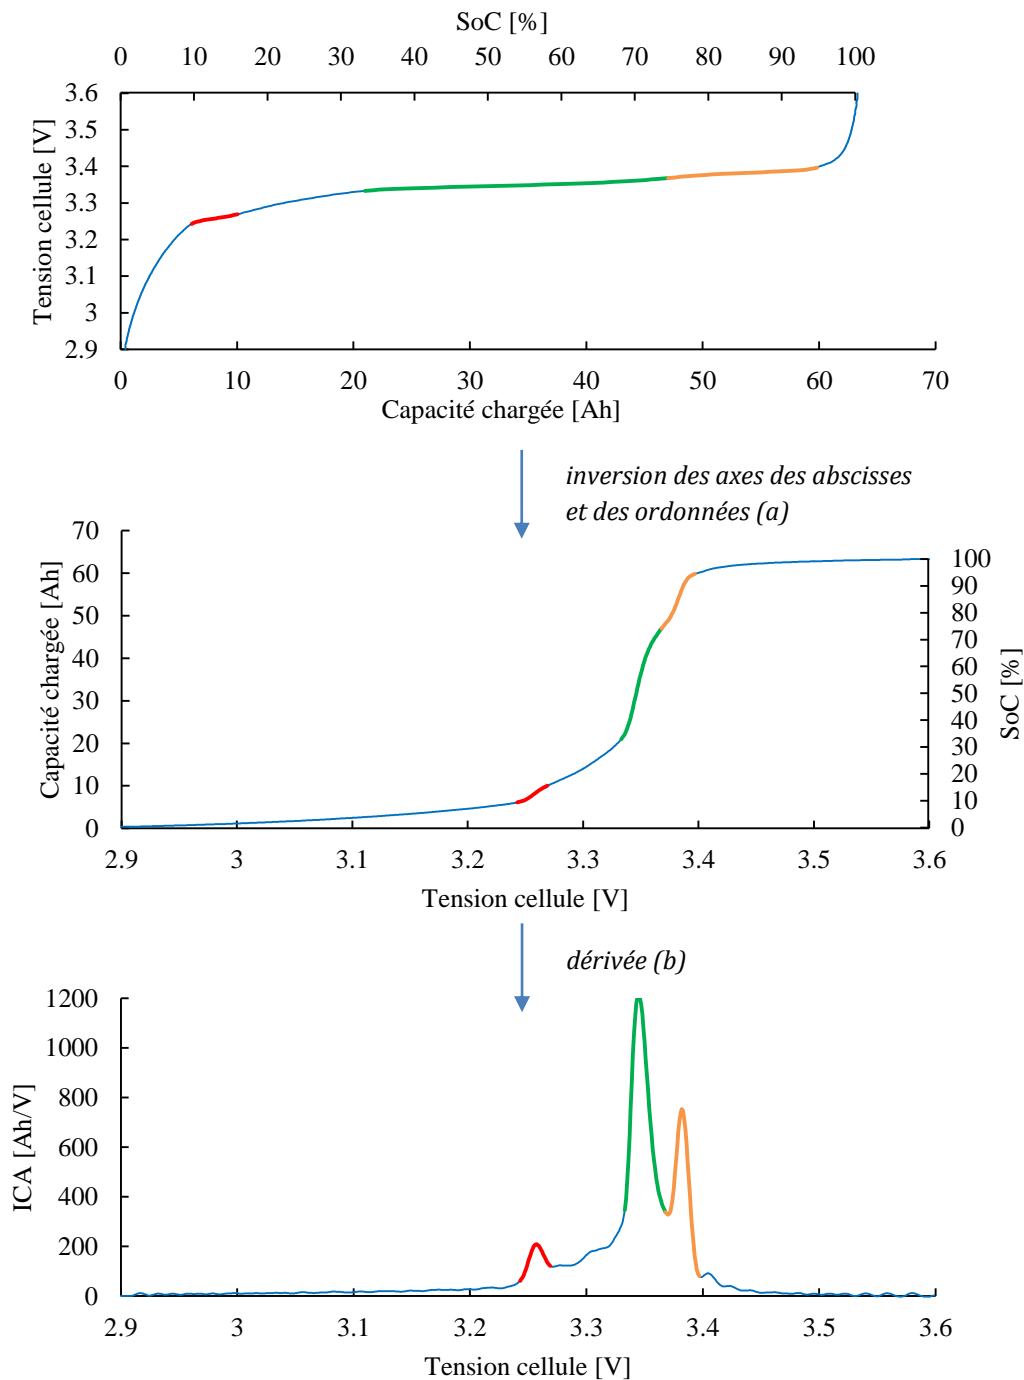 SoC [%]
0 10 20 30 40 50 60 70 80 90 100
Tension cellule [V]
3.6
3.5
3.4
3.3
3.2
3.1
3
2.9
0 10 20 30 40 50 60 70
Capacité chargée [Ah]
inversion des axes des abscisses
et des ordonnées (a)
Capacité chargée [Ah]
70
60
50
40
30
20
10
0
100
90
80
70
60
50
40
30
20
10
0
SoC [%]
2.9 3 3.1 3.2 3.3 3.4 3.5 3.6
Tension cellule [V]
dérivée (b)
ICA [Ah/V]
1200
1000
800
600
400
200
0
2.9 3 3.1 3.2 3.3 3.4 3.5 3.6
Tension cellule [V]